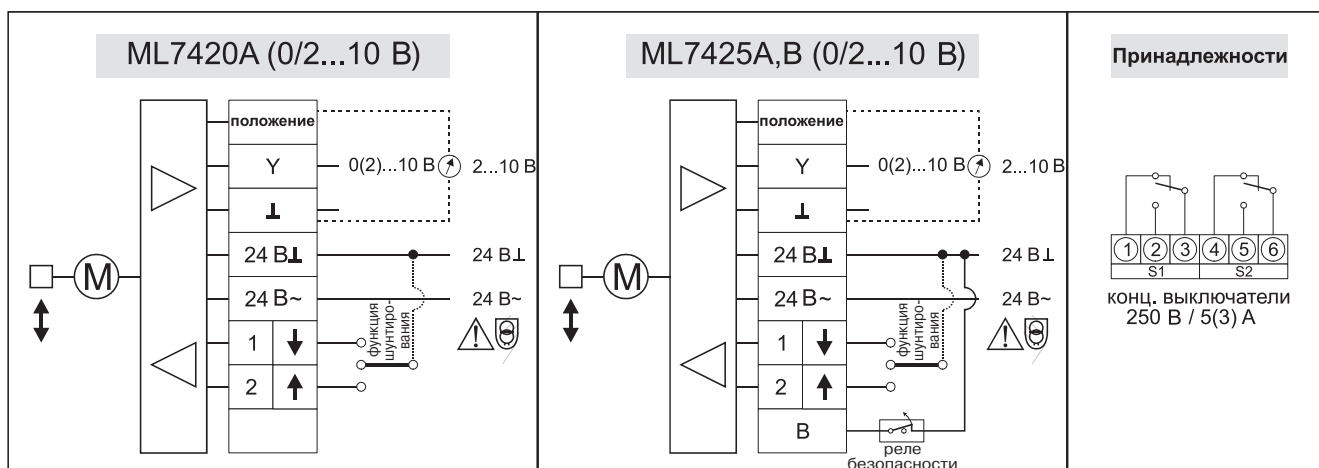 ML7420A (0/2...10 В)
положение
Y
0(2)...10 В
2...10 В
⊥
24 В⊥
24 В⊥
24 В~
24 В~
1
2
функция
шунтиро-
вания
М
ML7425A,B (0/2...10 В)
положение
Y
0(2)...10 В
2...10 В
⊥
24 В⊥
24 В⊥
24 В~
24 В~
1
2
функция
шунтиро-
вания
М
В
реле
безопасности
Принадлежности
1 2 3 4 5 6
S1 S2
конц. выключатели
250 В / 5(3) А